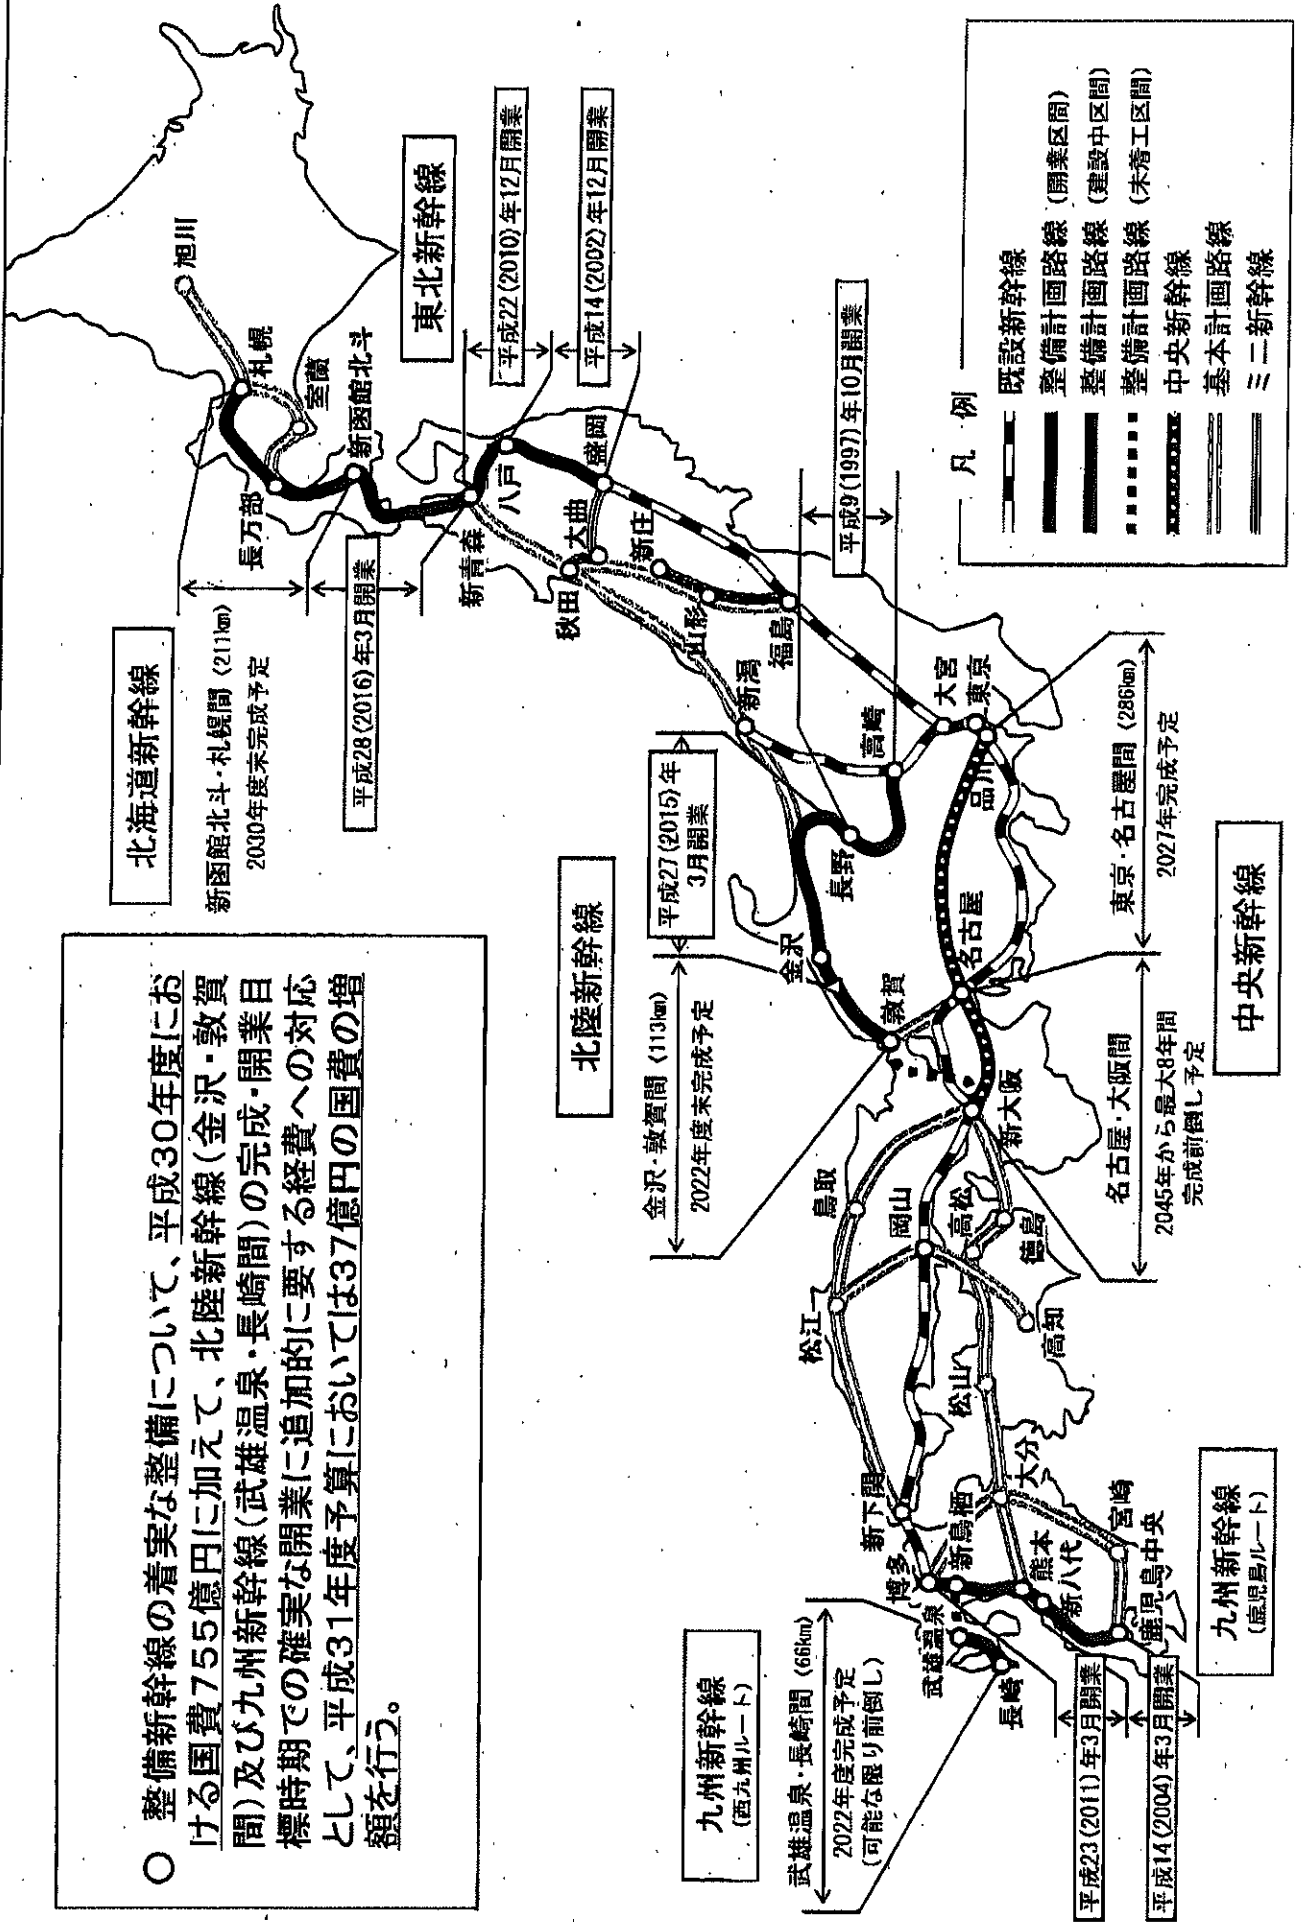 ○ 整備新幹線の着実な整備について、平成30年度にお
ける国費755億円に加えて、北陸新幹線(金沢・敦賀
間)及び九州新幹線(武雄温泉・長崎間)の完成・開業目
標時期での確実な開業に追加的に要する経費への対応
として、平成31年度予算においては37億円の国費の増
額を行う。
北海道新幹線
新函館北斗・札幌間(211km)
2030年度末完成予定
平成28(2016)年3月開業
旭川
札幌
室蘭
長万部
新函館北斗
東北新幹線
平成22(2010)年12月開業
平成14(2002)年12月開業
新青森
八戸
盛岡
大曲
秋田
新庄
山形
福島
平成9(1997)年10月開業
北陸新幹線
金沢・敦賀間(113km)
2022年度末完成予定
平成27(2015)年
3月開業
新潟
高崎
大宮
東京
品川
長野
金沢
敦賀
名古屋
新大阪
中央新幹線
東京・名古屋間(286km)
2027年完成予定
名古屋・大阪間
2045年から最大8年間
完成前倒し予定
鳥取
岡山
高松
徳島
松江
高知
松山
新下関
大分
博多
新鳥栖
熊本
新八代
宮崎
鹿児島中央
武雄温泉
長崎
九州新幹線
(西九州ルート)
武雄温泉・長崎間(66km)
2022年度完成予定
(可能な限り前倒し)
九州新幹線
(鹿児島ルート)
平成23(2011)年3月開業
平成14(2004)年3月開業
凡 例
既設新幹線
整備計画路線(開業区間)
整備計画路線(建設中区間)
整備計画路線(未着工区間)
中央新幹線
基本計画路線
ミニ新幹線